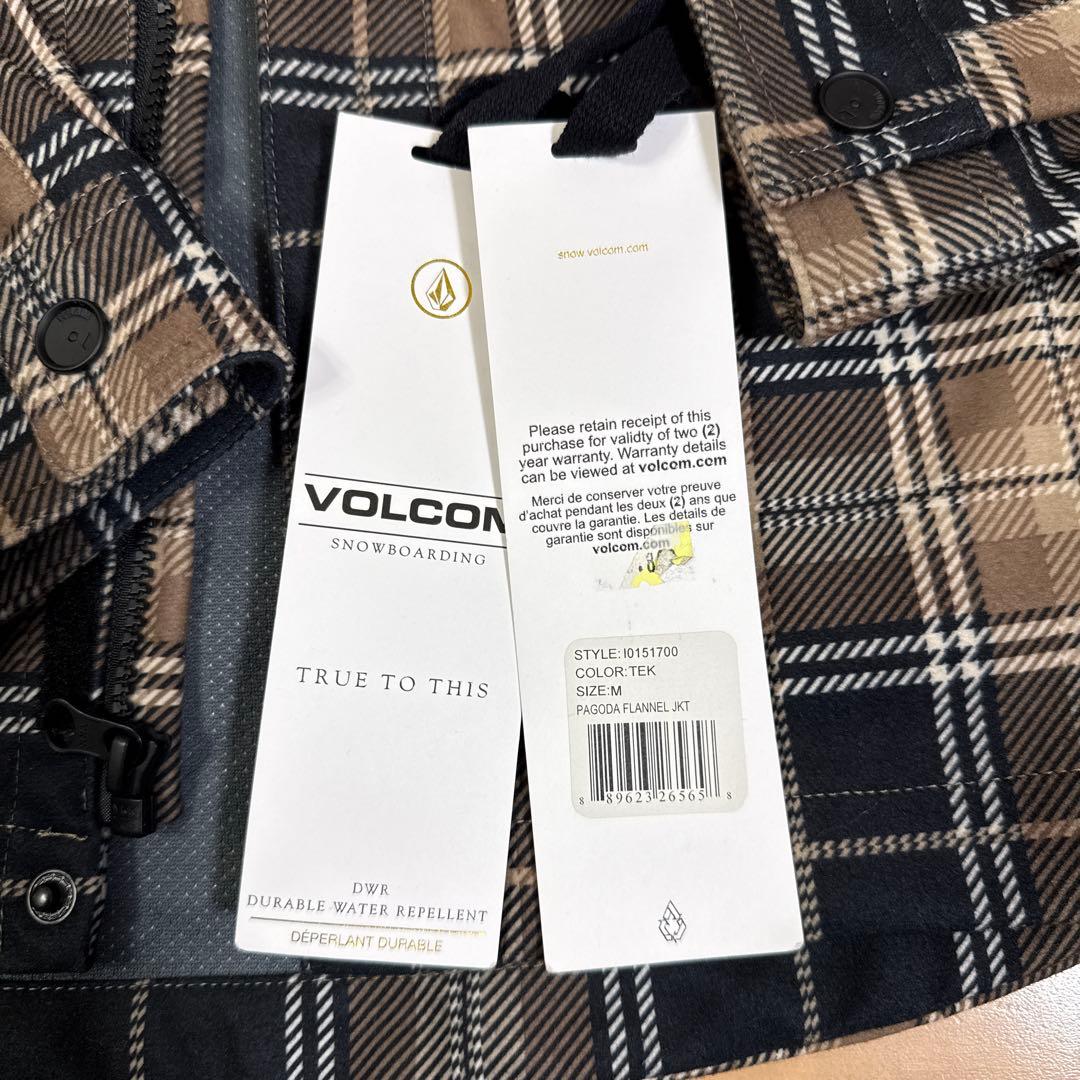 VOLCOM
SNOWBOARDING
TRUE TO THIS
DWR
DURABLE WATER REPELLENT
DÉPERLANT DURABLE
snow.volcom.com
Please retain receipt of this
purchase for validty of two (2)
year warranty. Warranty details
can be viewed at volcom.com
Merci de conserver votre preuve
d'achat pendant les deux (2) ans que
couvre la garantie. Les détails de
garantie sont disponibles sur
volcom.com
STYLE: I0151700
COLOR: TEK
SIZE: M
PAGODA FLANNEL JKT
8 89623 26565 8